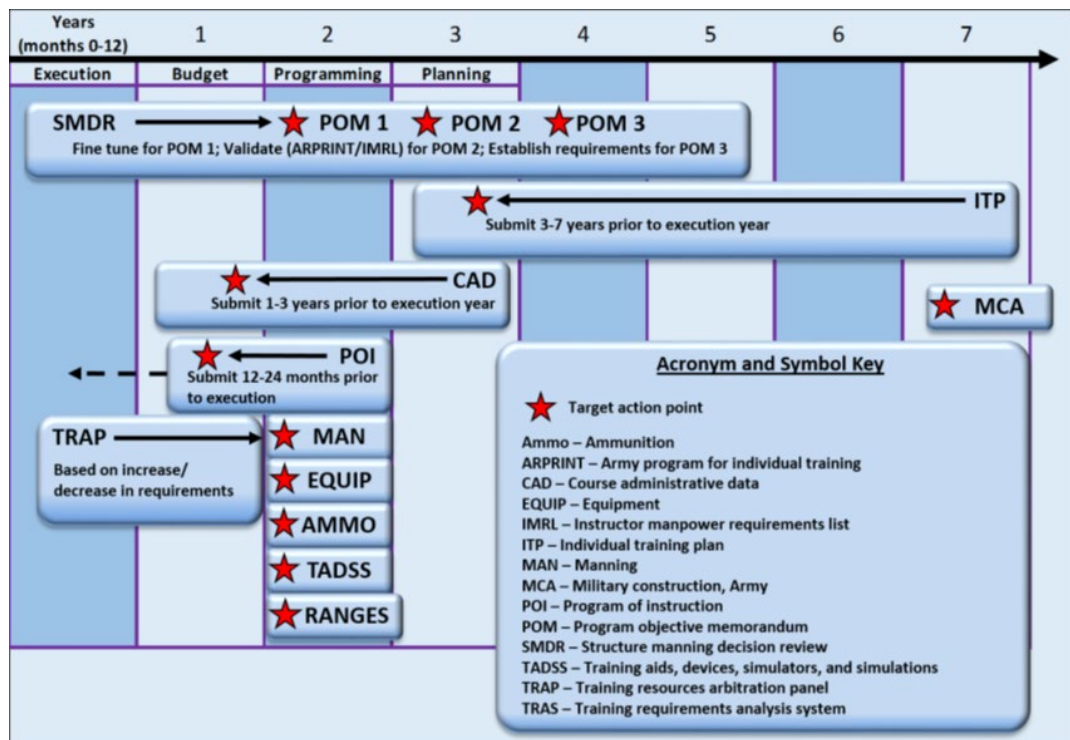 Years
(months 0-12)
1 2 3 4 5 6 7
Execution Budget Programming Planning
SMDR POM 1 POM 2 POM 3
Fine tune for POM 1; Validate (ARPRINT/IMRL) for POM 2; Establish requirements for POM 3
ITP
Submit 3-7 years prior to execution year
CAD
Submit 1-3 years prior to execution year
MCA
POI
Submit 12-24 months prior
to execution
TRAP
Based on increase/
decrease in requirements
MAN
EQUIP
AMMO
TADSS
RANGES
Acronym and Symbol Key
Target action point
Ammo – Ammunition
ARPRINT – Army program for individual training
CAD – Course administrative data
EQUIP – Equipment
IMRL – Instructor manpower requirements list
ITP – Individual training plan
MAN – Manning
MCA – Military construction, Army
POI – Program of instruction
POM – Program objective memorandum
SMDR – Structure manning decision review
TADSS – Training aids, devices, simulators, and simulations
TRAP – Training resources arbitration panel
TRAS – Training requirements analysis system